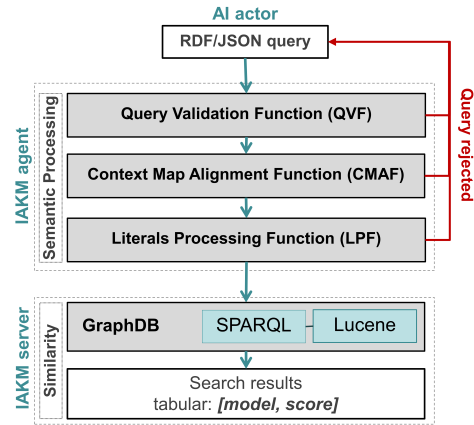 AI actor
RDF/JSON query
IAKM agent
Semantic Processing
Query Validation Function (QVF)
Context Map Alignment Function (CMAF)
Literals Processing Function (LPF)
Query rejected
IAKM server
Similarity
GraphDB
SPARQL
Lucene
Search results
tabular: [model, score]